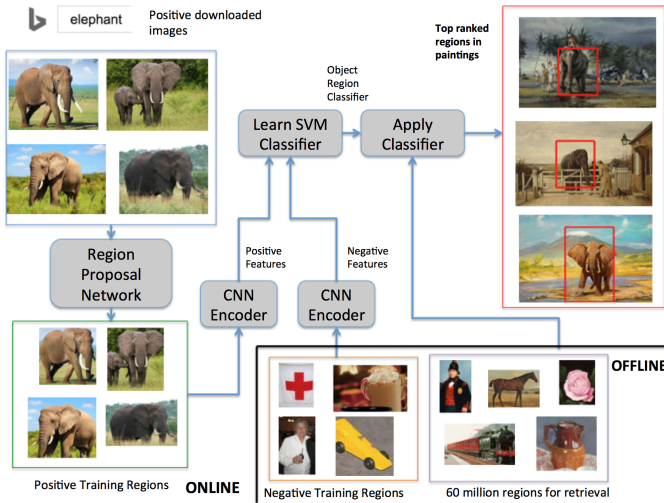 elephant
Positive downloaded
images
Top ranked
regions in
paintings
Object
Region
Classifier
Learn SVM
Classifier
Apply
Classifier
Region
Proposal
Network
Positive
Features
Negative
Features
CNN
Encoder
CNN
Encoder
OFFLINE
Positive Training Regions
ONLINE
Negative Training Regions
60 million regions for retrieval